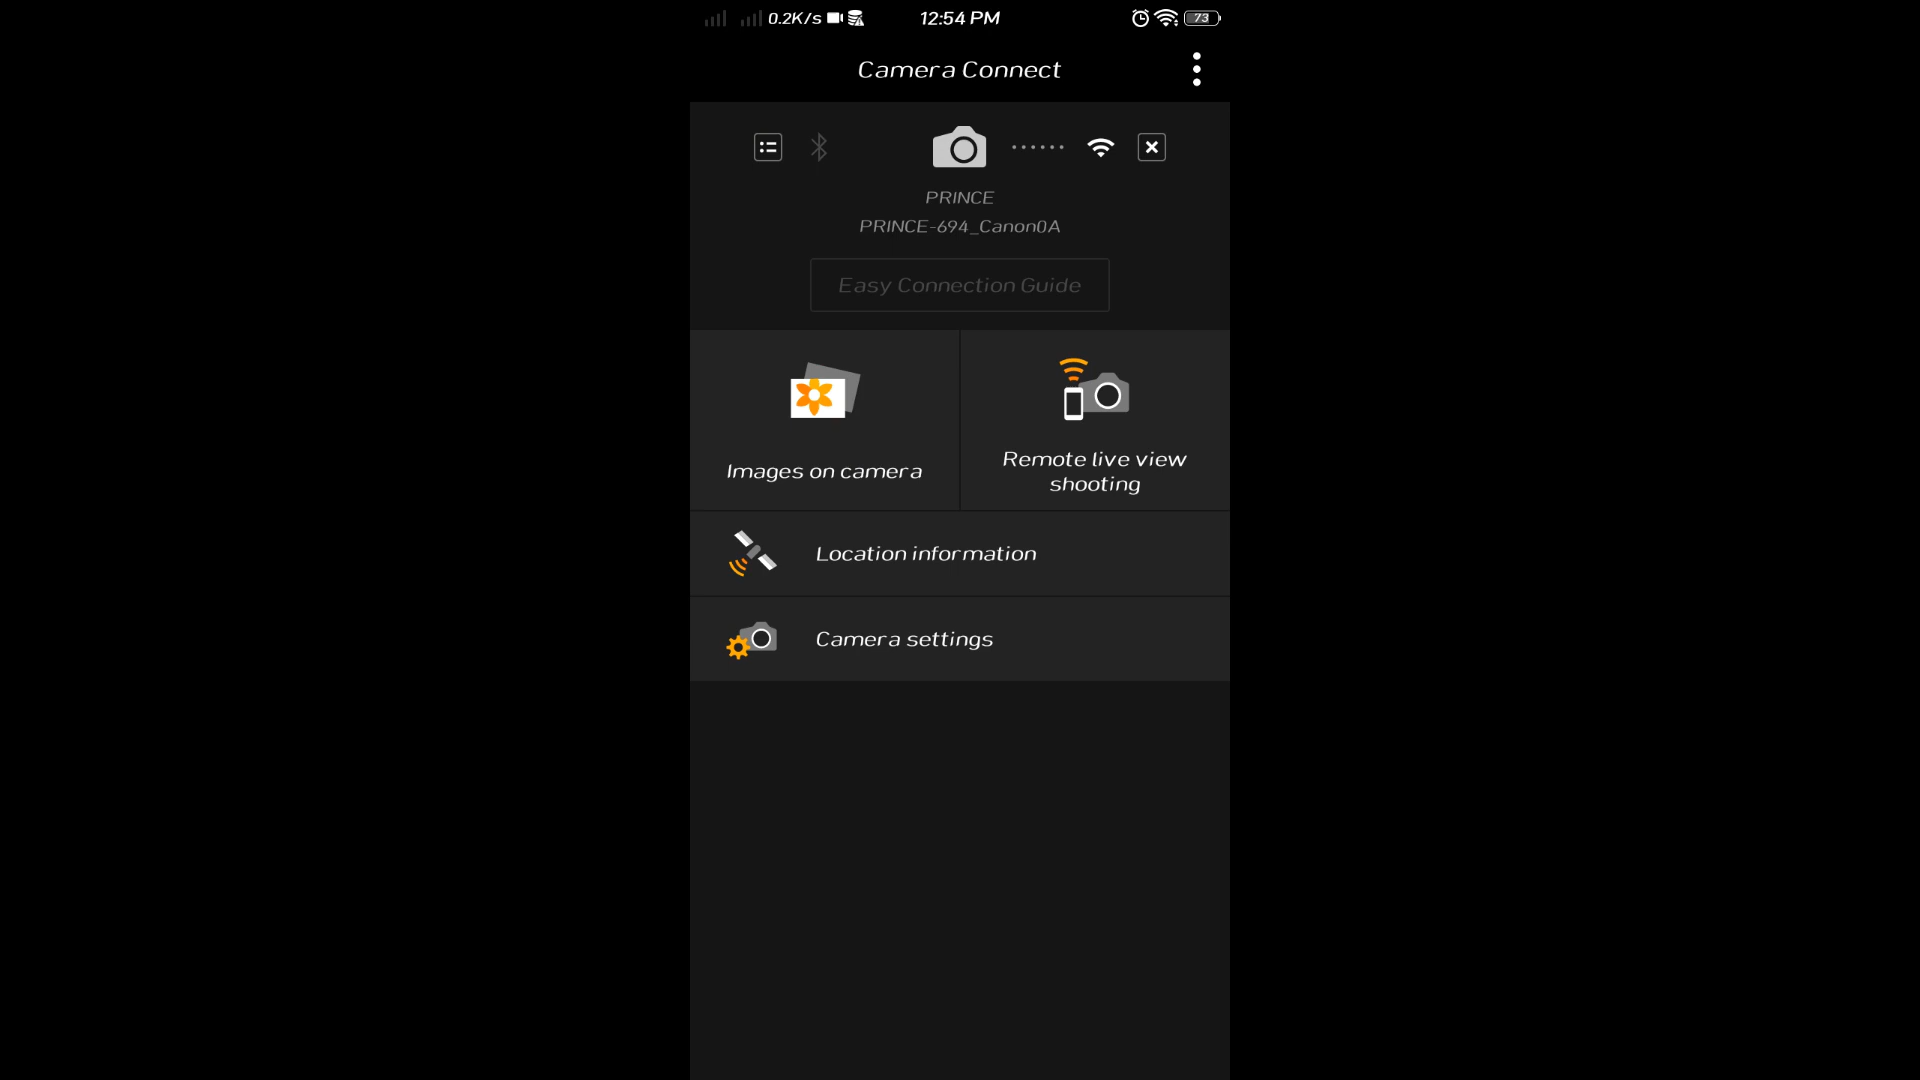 0.2K/s
12:54 PM
73
Camera Connect
PRINCE
PRINCE-694_Canon0A
Easy Connection Guide
Images on camera
Remote live view
shooting
Location information
Camera settings